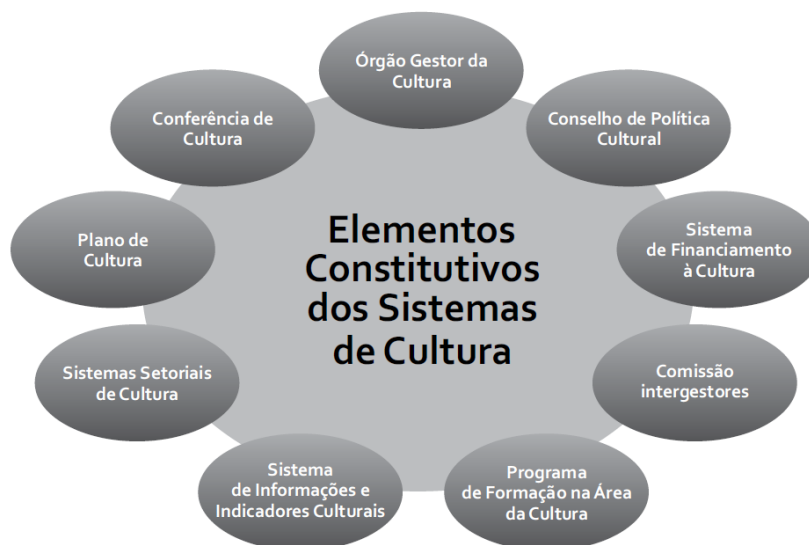 Órgão Gestor da
Cultura
Conferência de
Cultura
Conselho de Política
Cultural
Plano de
Cultura
Elementos
Constitutivos
dos Sistemas
de Cultura
Sistema
de Financiamento
à Cultura
Sistemas Setoriais
de Cultura
Comissão
intergestores
Sistema
de Informações e
Indicadores Culturais
Programa
de Formação na Área
da Cultura